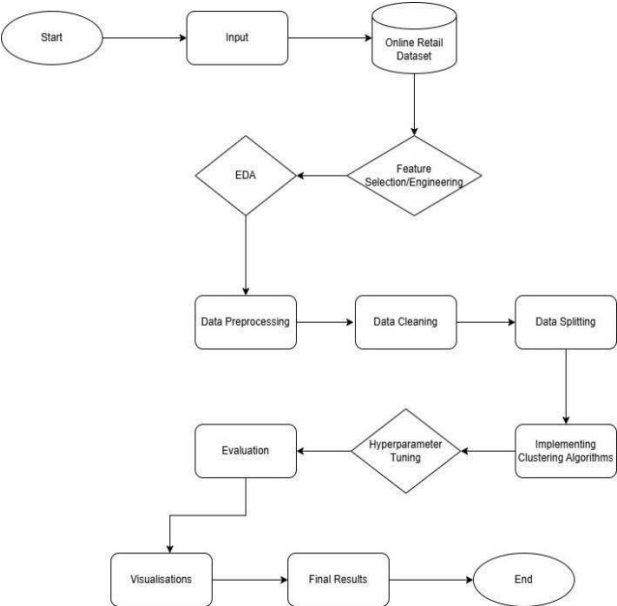 Start
Input
Online Retail
Dataset
Feature
Selection/Engineering
EDA
Data Preprocessing
Data Cleaning
Data Splitting
Implementing
Clustering Algorithms
Hyperparameter
Tuning
Evaluation
Visualisations
Final Results
End